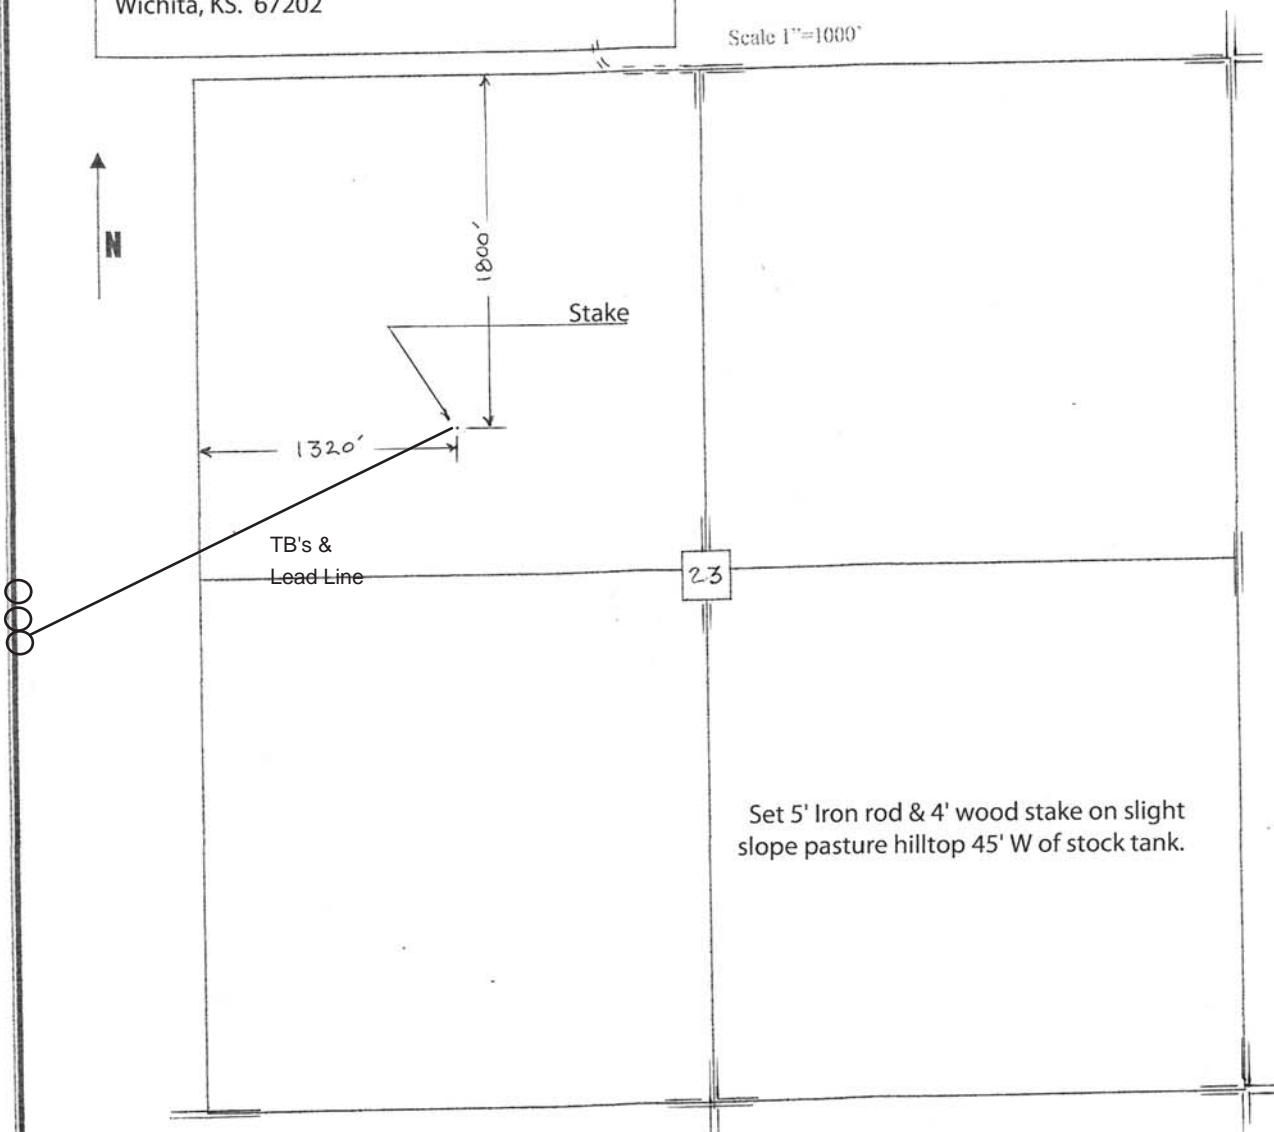 Wichita, KS. 67202
Scale 1"=1000'
N
1800'
Stake
1320'
TB's &
Lead Line
23
Set 5' Iron rod & 4' wood stake on slight
slope pasture hilltop 45' W of stock tank.